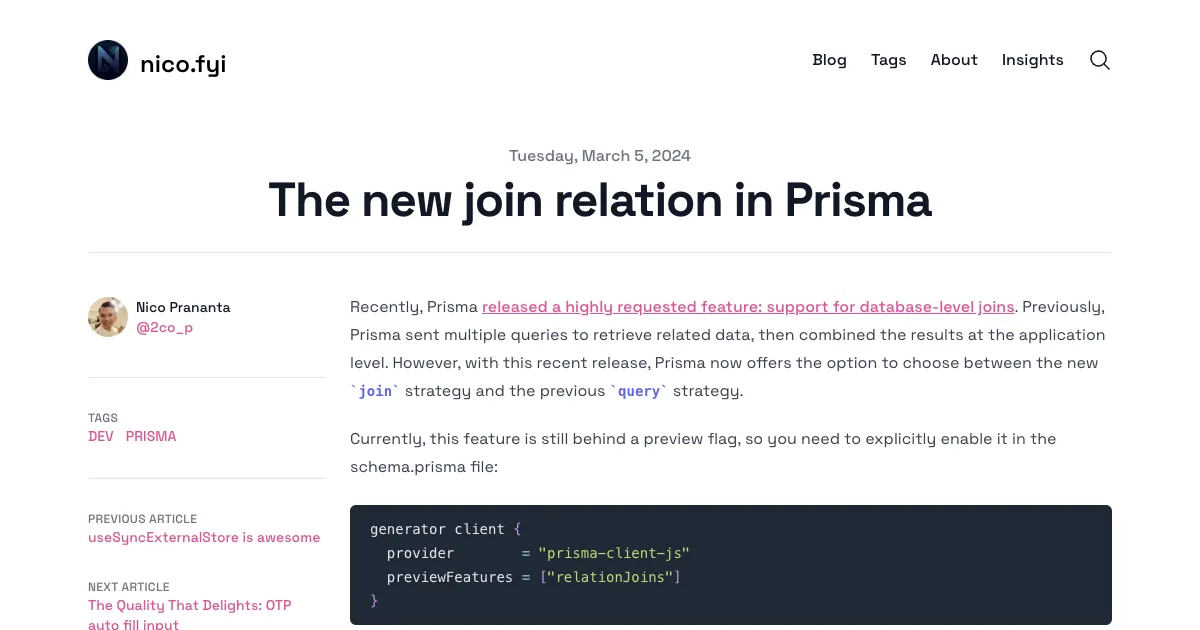 nico.fyi
Blog Tags About Insights
Tuesday, March 5, 2024
The new join relation in Prisma
Nico Prananta
@2co_p
TAGS
DEV PRISMA
PREVIOUS ARTICLE
useSyncExternalStore is awesome
NEXT ARTICLE
The Quality That Delights: OTP
auto fill input
Recently, Prisma released a highly requested feature: support for database-level joins. Previously,
Prisma sent multiple queries to retrieve related data, then combined the results at the application
level. However, with this recent release, Prisma now offers the option to choose between the new
`join` strategy and the previous `query` strategy.
Currently, this feature is still behind a preview flag, so you need to explicitly enable it in the
schema.prisma file:
generator client {
  provider        = "prisma-client-js"
  previewFeatures = ["relationJoins"]
}